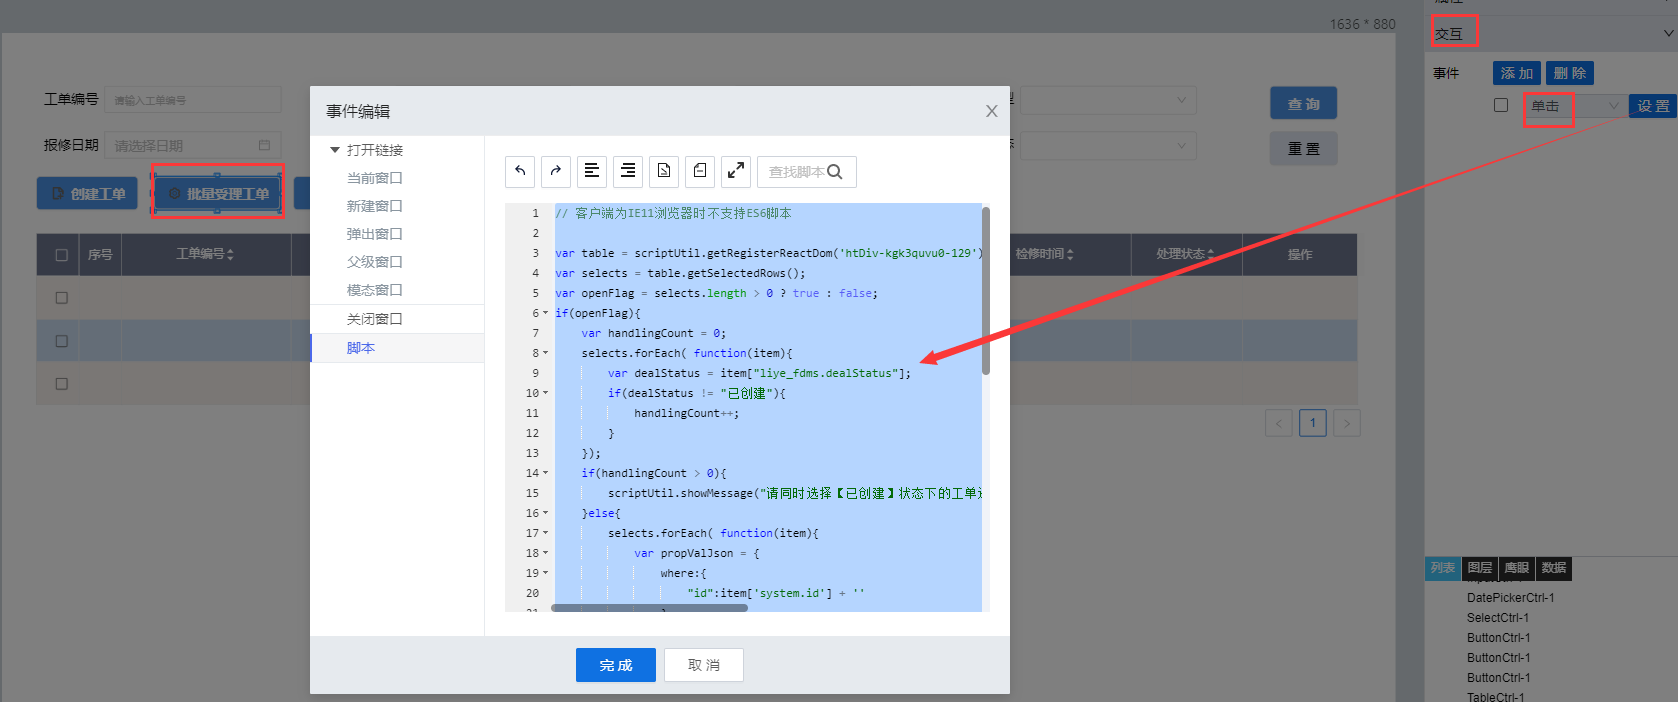 1636 * 880
交互
事件
添 加
删 除
单击
设 置
工单编号
请输入工单编号
查 询
报修日期
请选择日期
重 置
创建工单
批量受理工单
序号
工单编号
检修时间
处理状态
操作
<
1
>
事件编辑
X
打开链接
当前窗口
新建窗口
弹出窗口
父级窗口
模态窗口
关闭窗口
脚本
查找脚本
1 // 客户端为IE11浏览器时不支持ES6脚本
2
3 var table = scriptUtil.getRegisterReactDom('htDiv-kgk3quvu0-129')
4 var selects = table.getSelectedRows();
5 var openFlag = selects.length > 0 ? true : false;
6 if(openFlag){
7 var handlingCount = 0;
8 selects.forEach( function(item){
9 var dealStatus = item["liye_fdms.dealStatus"];
10 if(dealStatus != "已创建"){
11 handlingCount++;
12 }
13 });
14 if(handlingCount > 0){
15 scriptUtil.showMessage("请同时选择【已创建】状态下的工单
16 }else{
17 selects.forEach( function(item){
18 var propValJson = {
19 where:{
20 "id":item['system.id'] + ''
21
完 成
取 消
列表
图层
鹰眼
数据
DatePickerCtrl-1
SelectCtrl-1
ButtonCtrl-1
ButtonCtrl-1
ButtonCtrl-1
TableCtrl-1